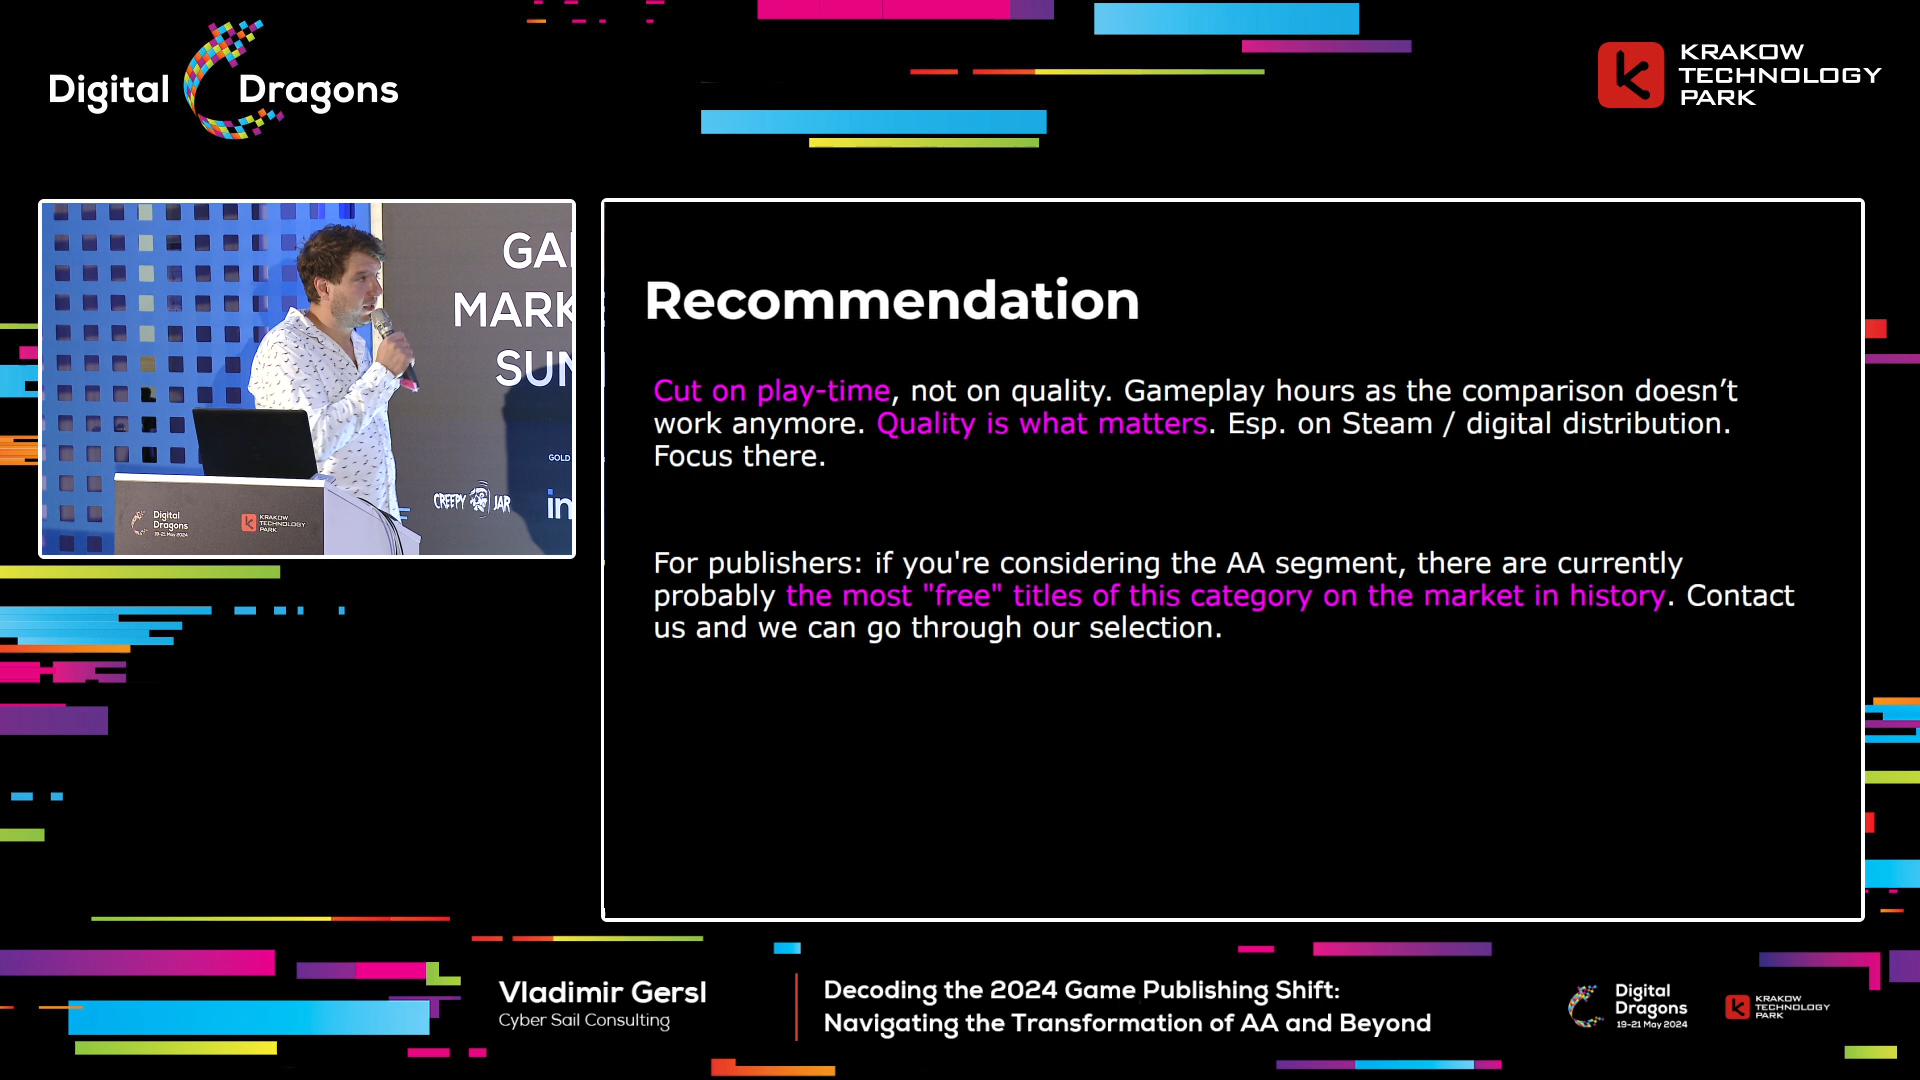 Digital Dragons
KRAKOW
TECHNOLOGY
PARK
GA
MARK
SUN
GOLD
CREEPY JAR
in
Digital
Dragons
19-21 May 2024
KRAKOW
TECHNOLOGY
PARK
Recommendation
Cut on play-time, not on quality. Gameplay hours as the comparison doesn’t
work anymore. Quality is what matters. Esp. on Steam / digital distribution.
Focus there.
For publishers: if you're considering the AA segment, there are currently
probably the most "free" titles of this category on the market in history. Contact
us and we can go through our selection.
Vladimir Gersl
Cyber Sail Consulting
Decoding the 2024 Game Publishing Shift:
Navigating the Transformation of AA and Beyond
Digital
Dragons
19-21 May 2024
KRAKOW
TECHNOLOGY
PARK